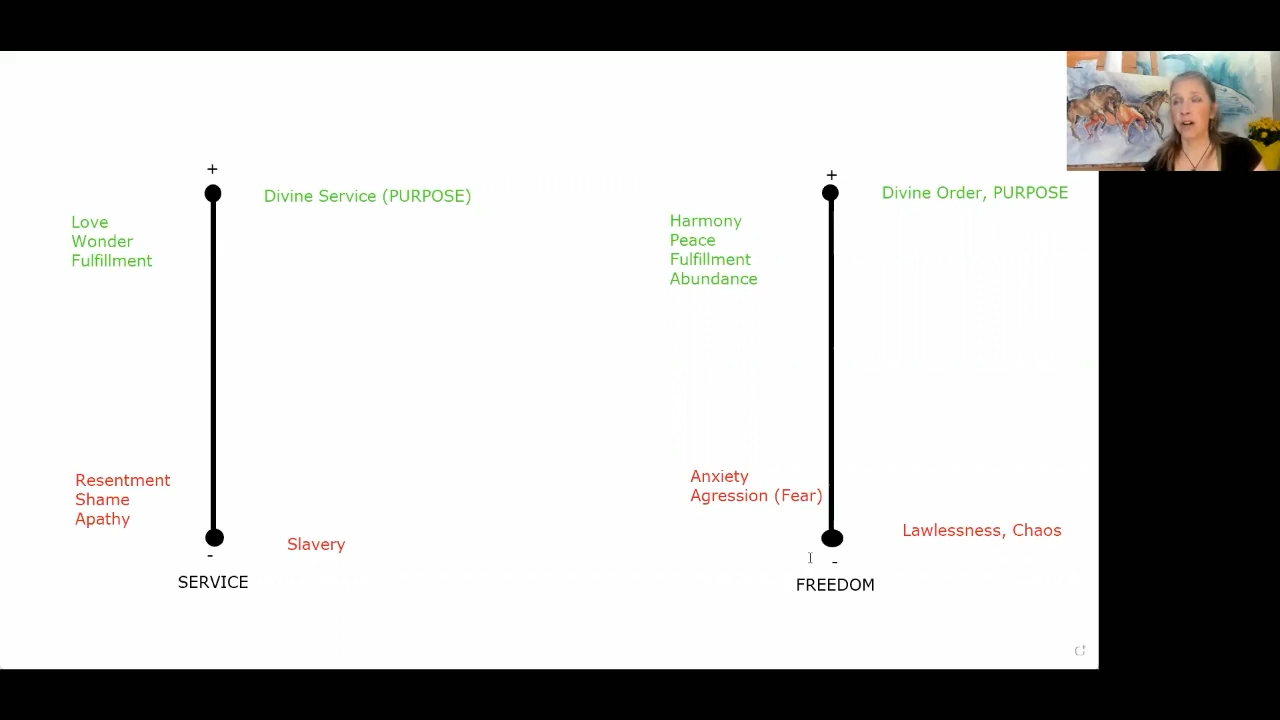 +
Divine Service (PURPOSE)
Love
Wonder
Fulfillment
Resentment
Shame
Apathy
Slavery
-
SERVICE
+
Divine Order, PURPOSE
Harmony
Peace
Fulfillment
Abundance
Anxiety
Agression (Fear)
Lawlessness, Chaos
-
FREEDOM